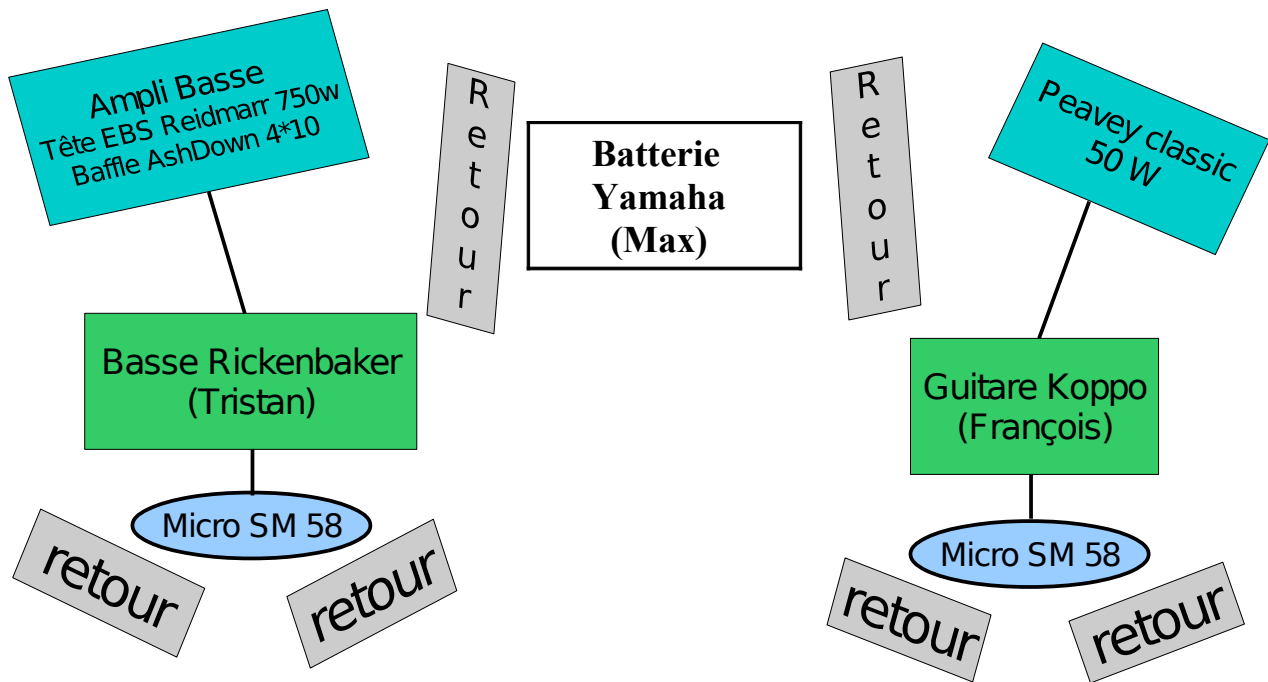 Ampli Basse
Tête EBS Reidmarr 750w
Baffle AshDown 4*10
Retour
Batterie
Yamaha
(Max)
Retour
Peavey classic
50 W
Basse Rickenbaker
(Tristan)
Guitare Koppo
(François)
Micro SM 58
retour
retour
Micro SM 58
retour
retour